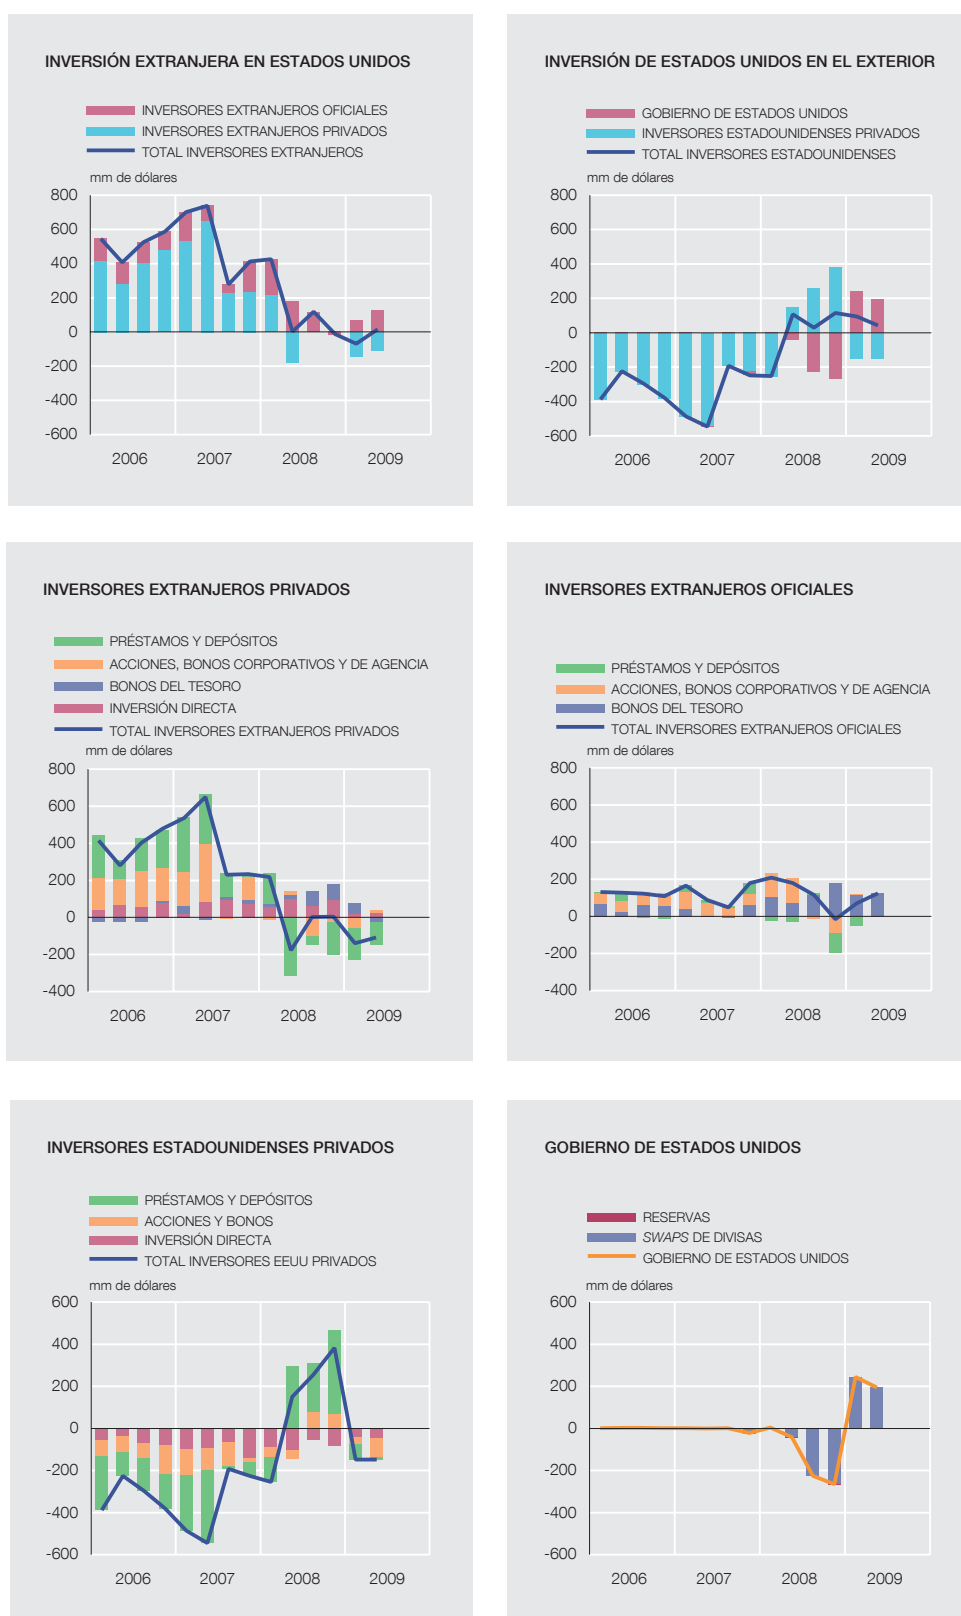 INVERSIÓN EXTRANJERA EN ESTADOS UNIDOS
INVERSORES EXTRANJEROS OFICIALES
INVERSORES EXTRANJEROS PRIVADOS
TOTAL INVERSORES EXTRANJEROS
mm de dólares
800
600
400
200
0
-200
-400
-600
2006 2007 2008 2009
INVERSIÓN DE ESTADOS UNIDOS EN EL EXTERIOR
GOBIERNO DE ESTADOS UNIDOS
INVERSORES ESTADOUNIDENSES PRIVADOS
TOTAL INVERSORES ESTADOUNIDENSES
mm de dólares
800
600
400
200
0
-200
-400
-600
2006 2007 2008 2009
INVERSORES EXTRANJEROS PRIVADOS
PRÉSTAMOS Y DEPÓSITOS
ACCIONES, BONOS CORPORATIVOS Y DE AGENCIA
BONOS DEL TESORO
INVERSIÓN DIRECTA
TOTAL INVERSORES EXTRANJEROS PRIVADOS
mm de dólares
800
600
400
200
0
-200
-400
2006 2007 2008 2009
INVERSORES EXTRANJEROS OFICIALES
PRÉSTAMOS Y DEPÓSITOS
ACCIONES, BONOS CORPORATIVOS Y DE AGENCIA
BONOS DEL TESORO
TOTAL INVERSORES EXTRANJEROS OFICIALES
mm de dólares
800
600
400
200
0
-200
-400
2006 2007 2008 2009
INVERSORES ESTADOUNIDENSES PRIVADOS
PRÉSTAMOS Y DEPÓSITOS
ACCIONES Y BONOS
INVERSIÓN DIRECTA
TOTAL INVERSORES EEUU PRIVADOS
mm de dólares
600
400
200
0
-200
-400
-600
2006 2007 2008 2009
GOBIERNO DE ESTADOS UNIDOS
RESERVAS
SWAPS DE DIVISAS
GOBIERNO DE ESTADOS UNIDOS
mm de dólares
600
400
200
0
-200
-400
-600
2006 2007 2008 2009